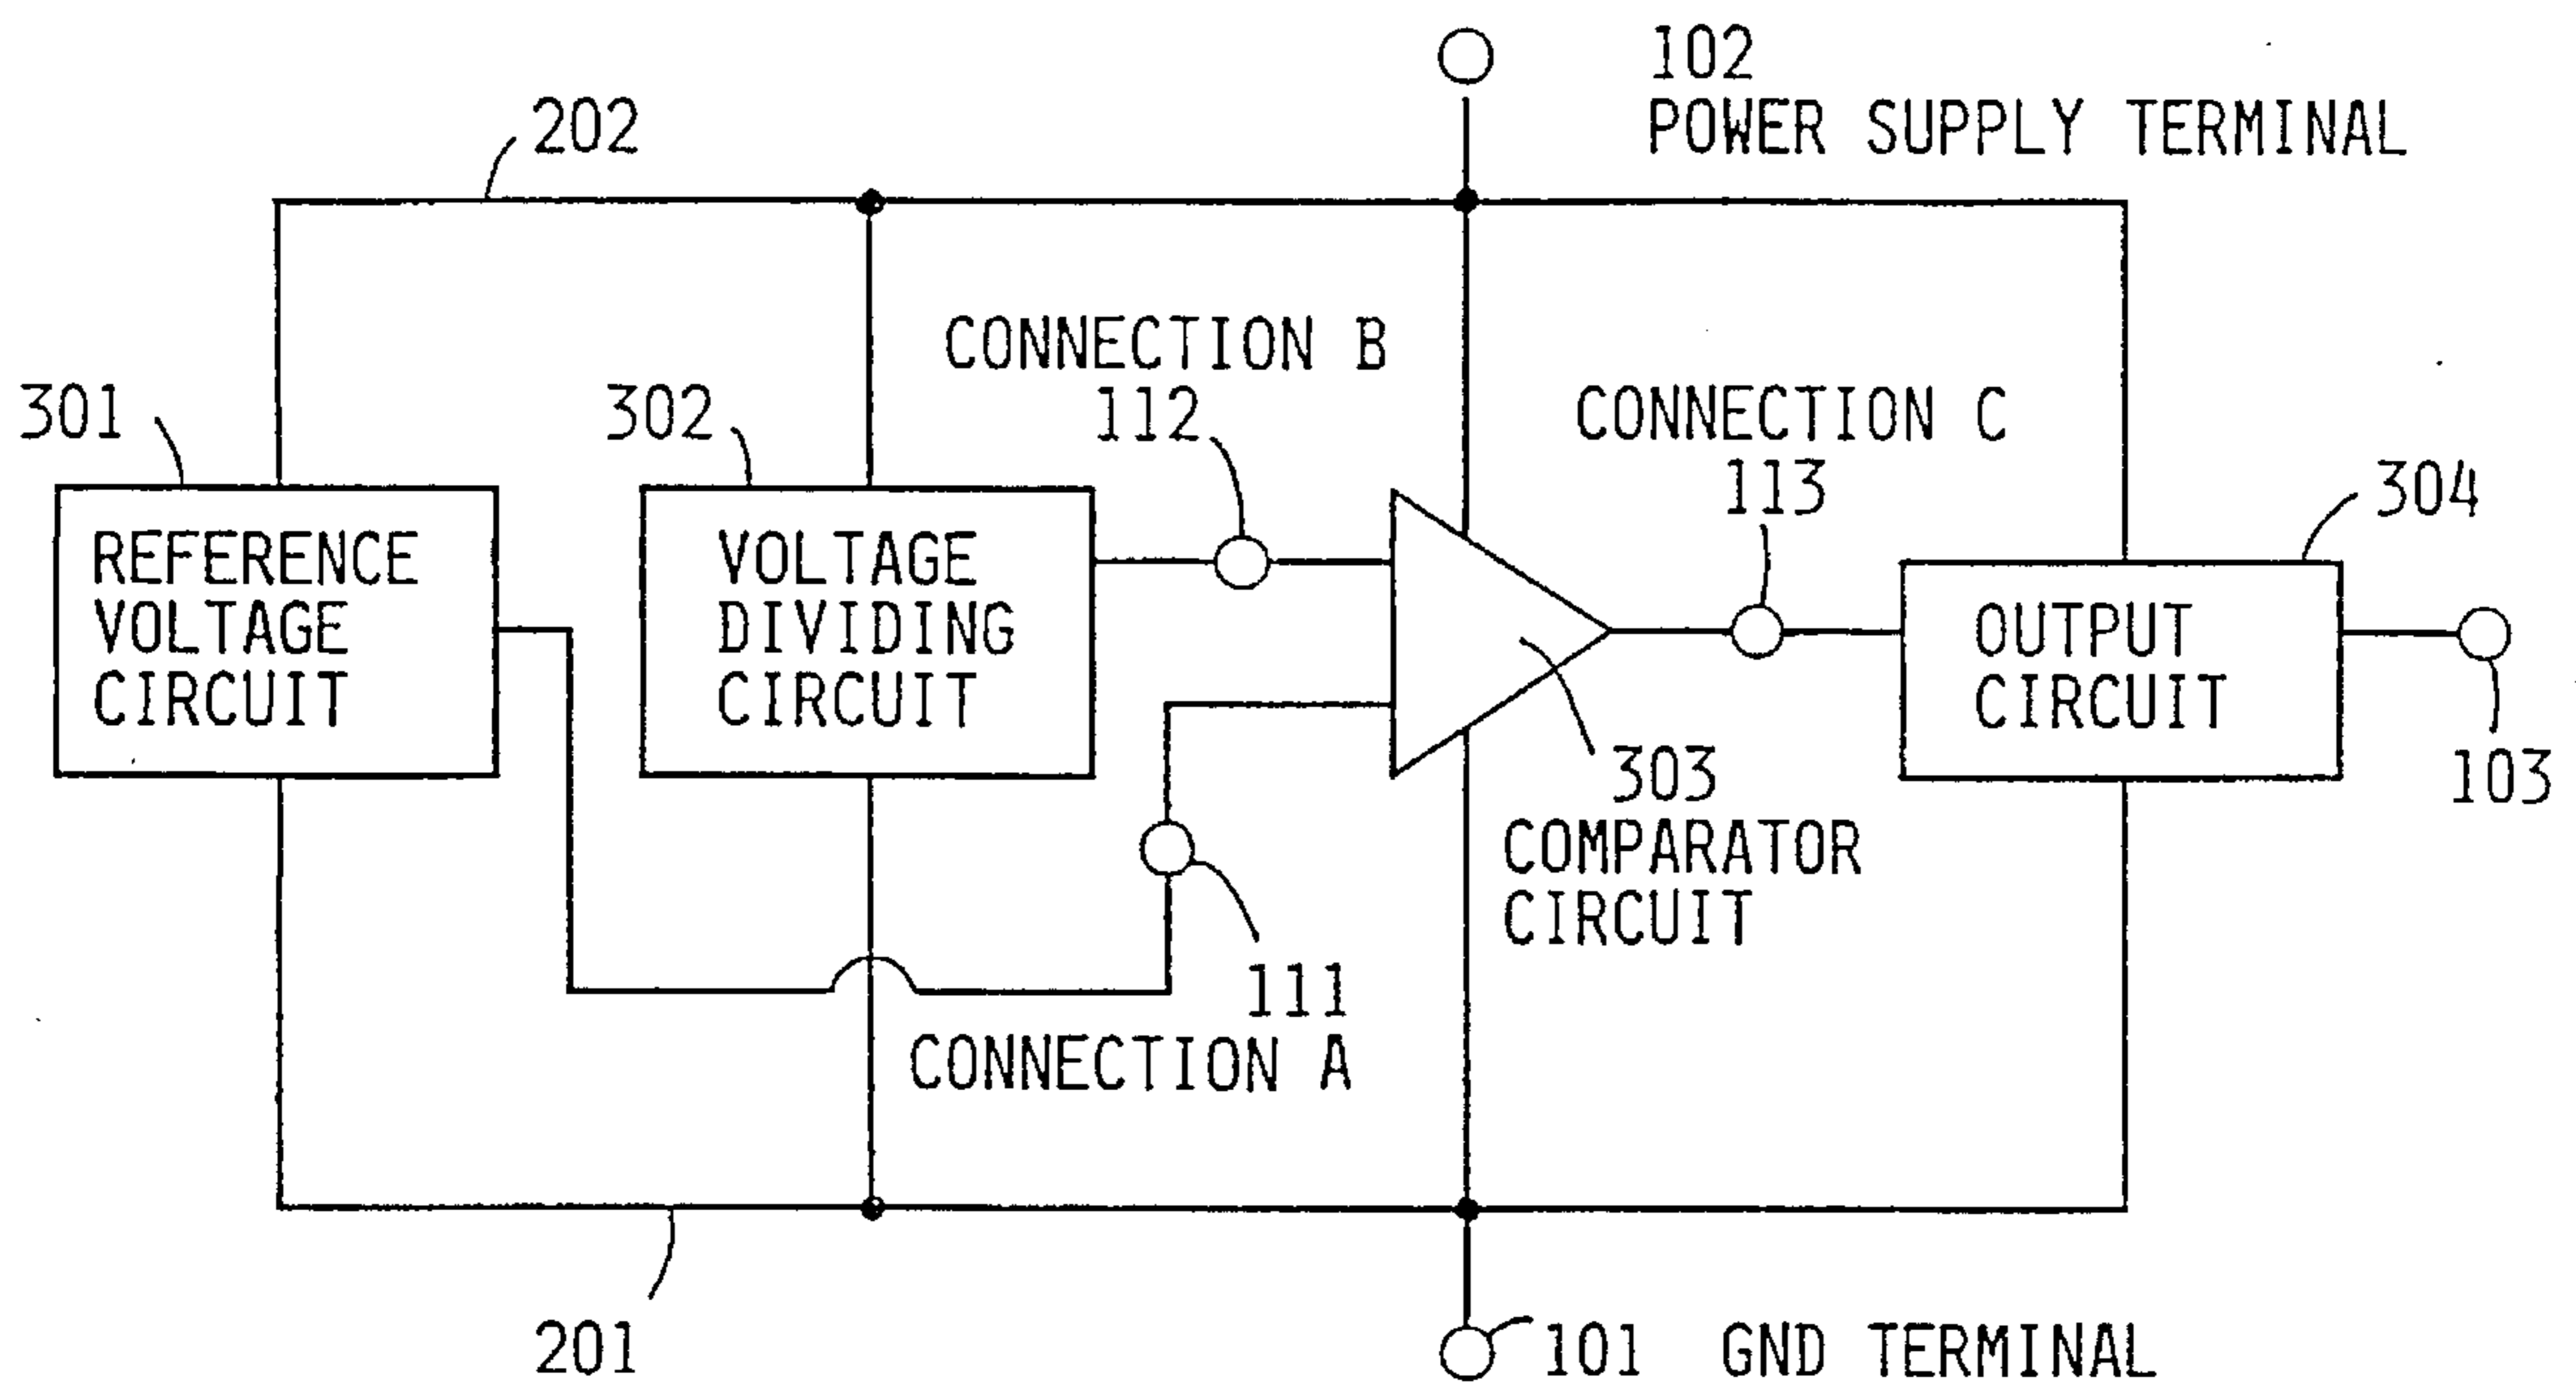 102
POWER SUPPLY TERMINAL
202
CONNECTION B
112
301
302
CONNECTION C
113
304
REFERENCE
VOLTAGE
CIRCUIT
VOLTAGE
DIVIDING
CIRCUIT
OUTPUT
CIRCUIT
103
303
COMPARATOR
CIRCUIT
111
CONNECTION A
201
101 GND TERMINAL